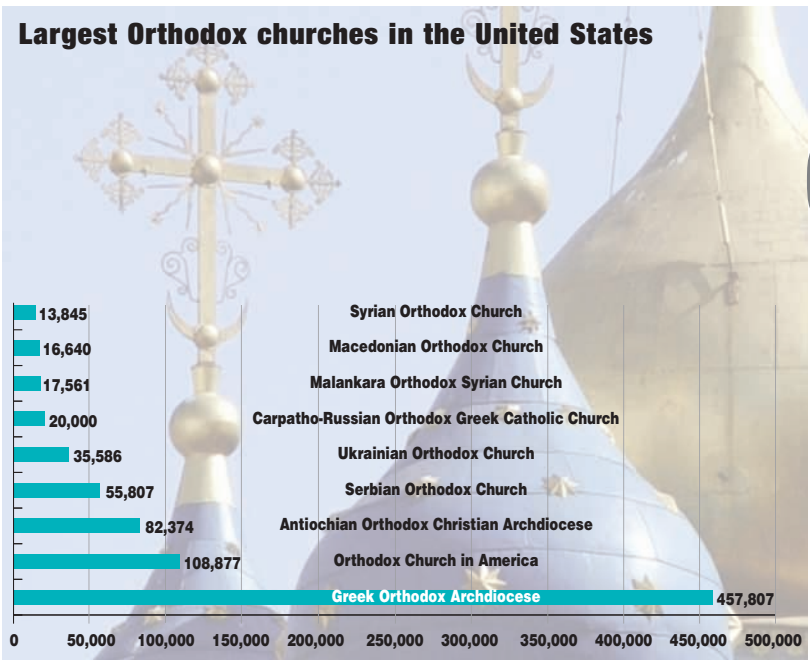 Largest Orthodox churches in the United States
13,845 Syrian Orthodox Church
16,640 Macedonian Orthodox Church
17,561 Malankara Orthodox Syrian Church
20,000 Carpatho-Russian Orthodox Greek Catholic Church
35,586 Ukrainian Orthodox Church
55,807 Serbian Orthodox Church
82,374 Antiochian Orthodox Christian Archdiocese
108,877 Orthodox Church in America
Greek Orthodox Archdiocese 457,807
0 50,000 100,000 150,000 200,000 250,000 300,000 350,000 400,000 450,000 500,000